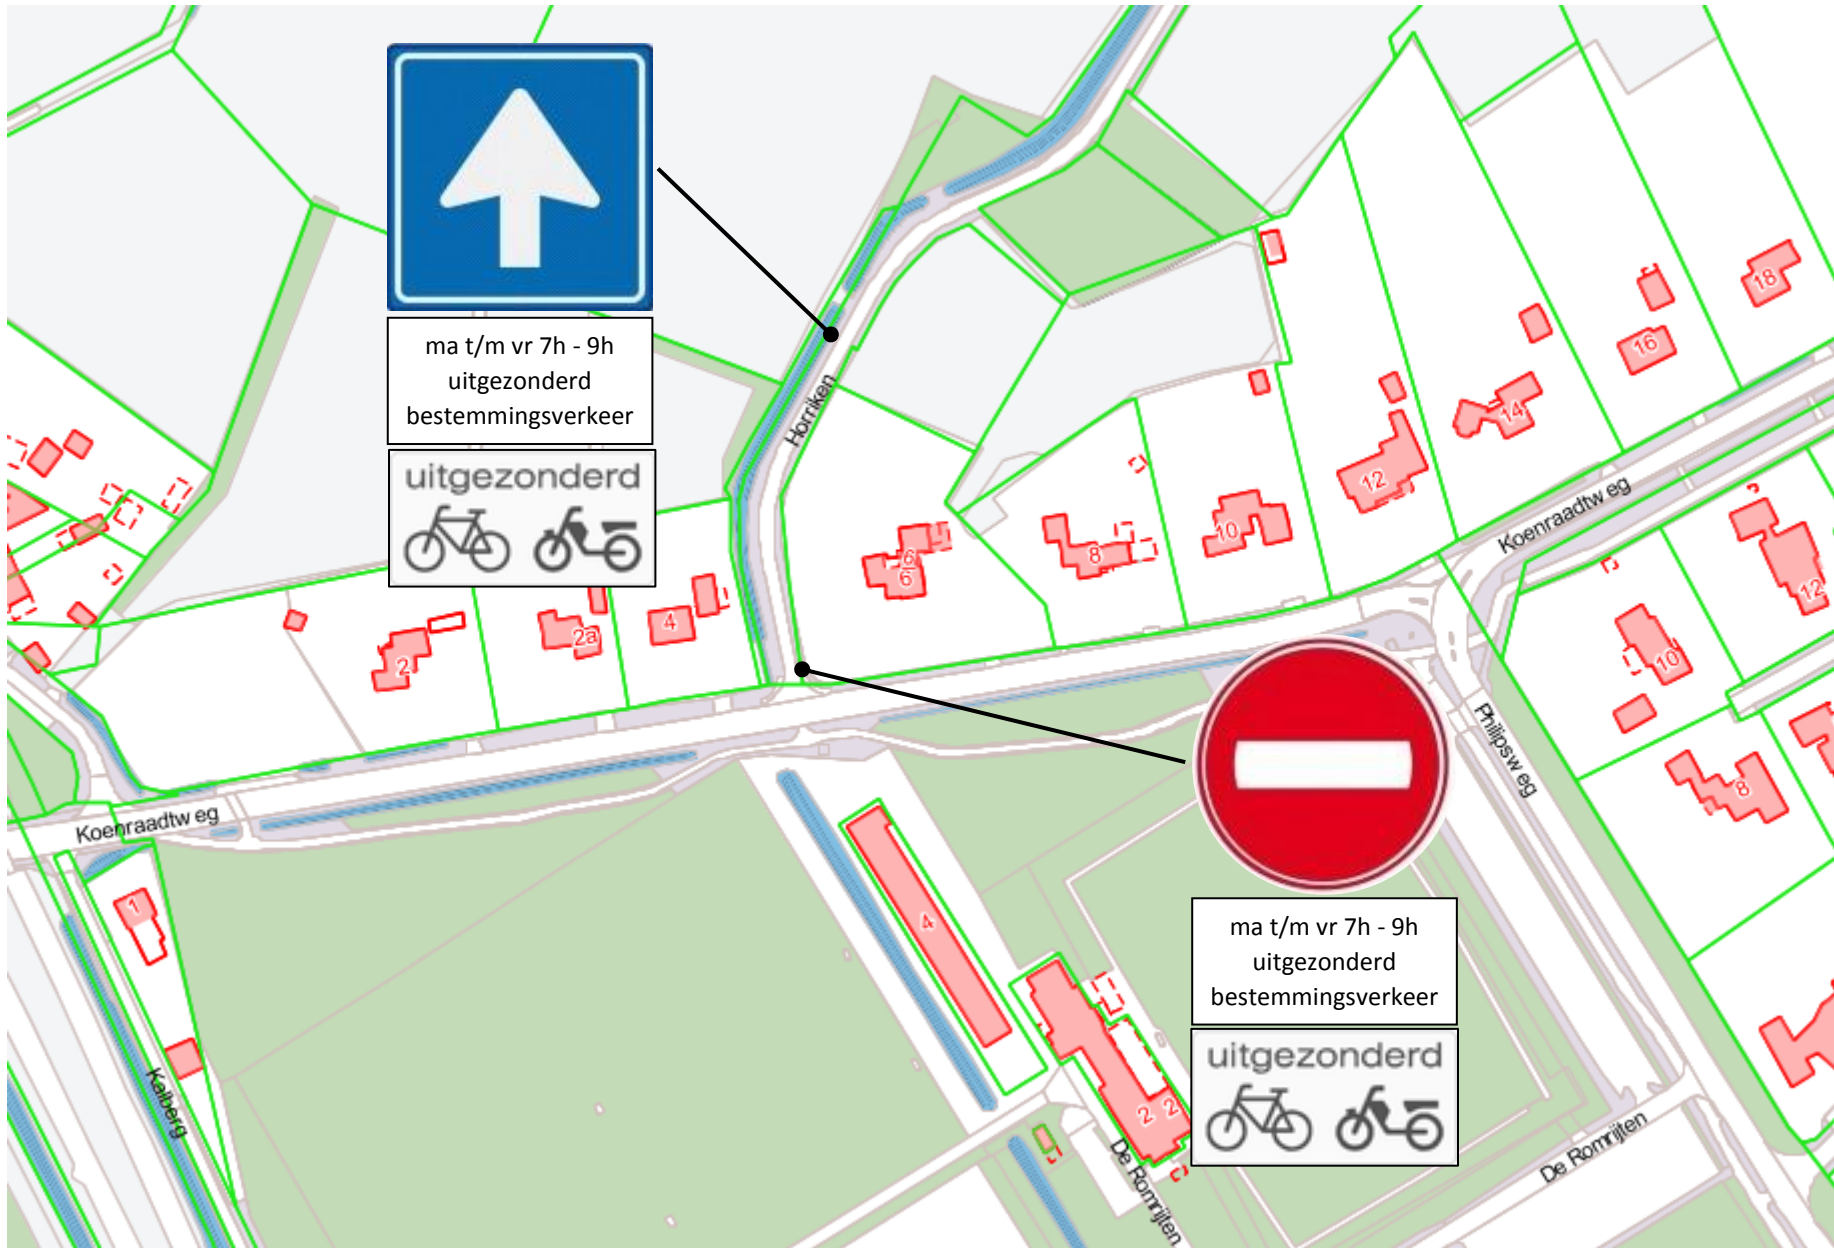 ma t/m vr 7h - 9h
uitgezonderd
bestemmingsverkeer
uitgezonderd
Horriken
18
16
14
12
Koenraadtweg
10
8
6
6
4
2a
2
12
10
8
Philipsweg
Koenraadtweg
1
4
ma t/m vr 7h - 9h
uitgezonderd
bestemmingsverkeer
uitgezonderd
2
2
Kalberg
De Romrijten
De Romrijten